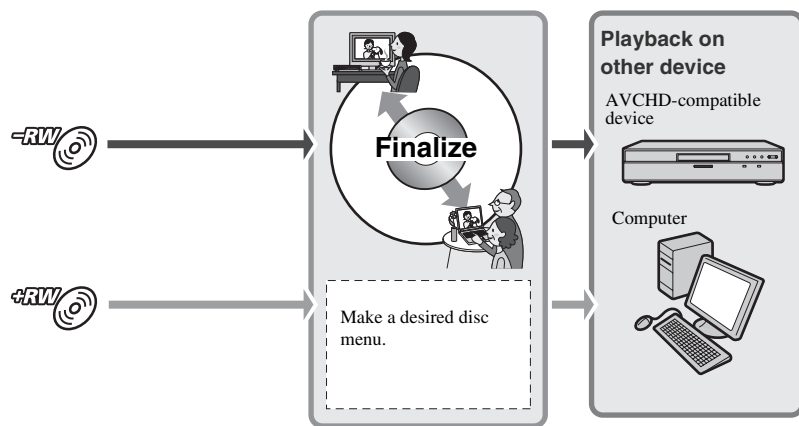 -RW
Finalize
+RW
Make a desired disc
menu.
Playback on
other device
AVCHD-compatible
device
Computer